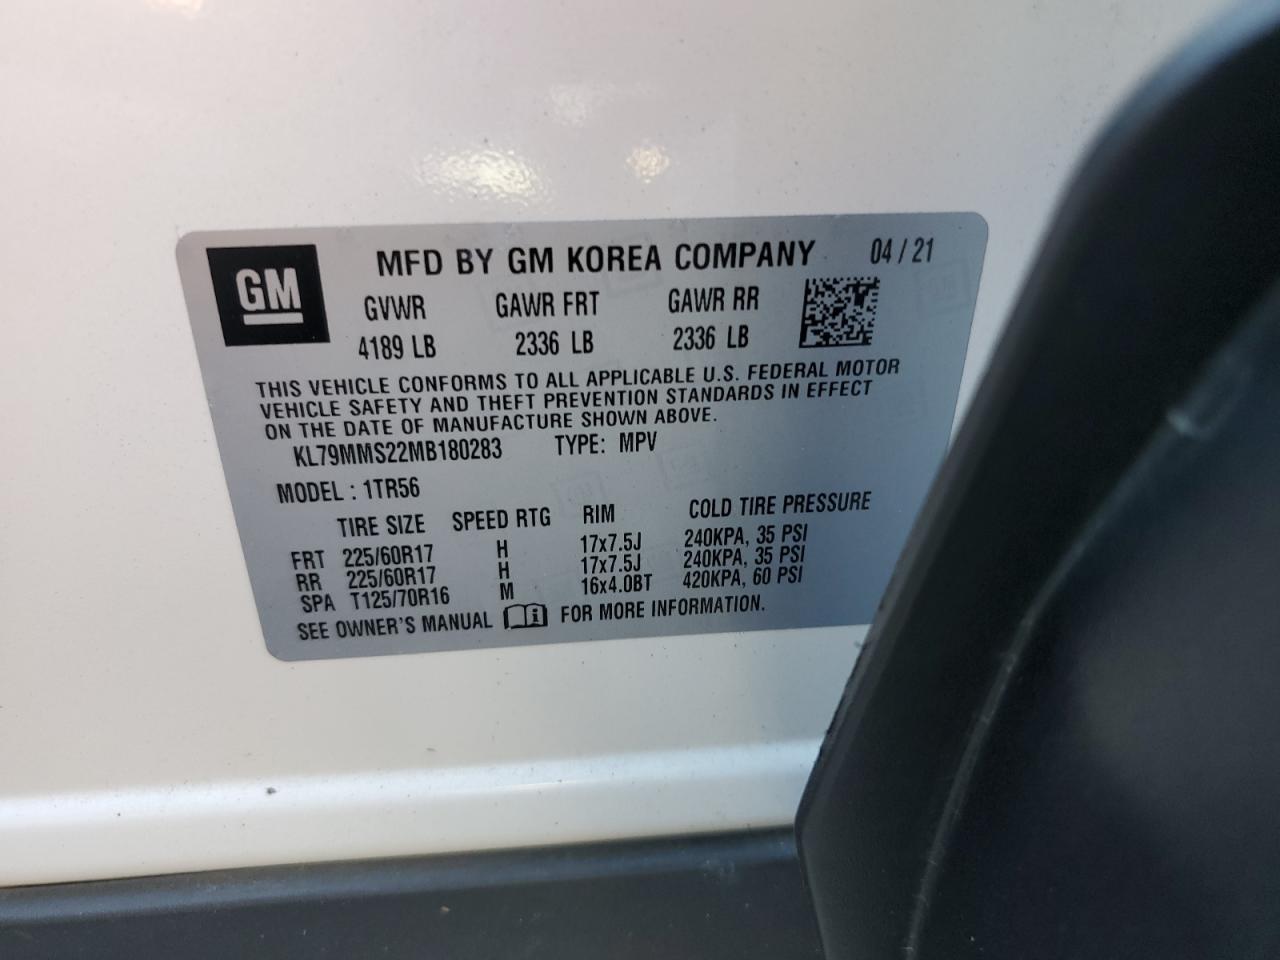 GM
MFD BY GM KOREA COMPANY 04 / 21
GVWR GAWR FRT GAWR RR
4189 LB 2336 LB 2336 LB
THIS VEHICLE CONFORMS TO ALL APPLICABLE U.S. FEDERAL MOTOR
VEHICLE SAFETY AND THEFT PREVENTION STANDARDS IN EFFECT
ON THE DATE OF MANUFACTURE SHOWN ABOVE.
KL79MMS22MB180283 TYPE: MPV
MODEL : 1TR56
TIRE SIZE SPEED RTG RIM COLD TIRE PRESSURE
FRT 225/60R17 H 17x7.5J 240KPA, 35 PSI
RR 225/60R17 H 17x7.5J 240KPA, 35 PSI
SPA T125/70R16 M 16x4.0BT 420KPA, 60 PSI
SEE OWNER'S MANUAL FOR MORE INFORMATION.